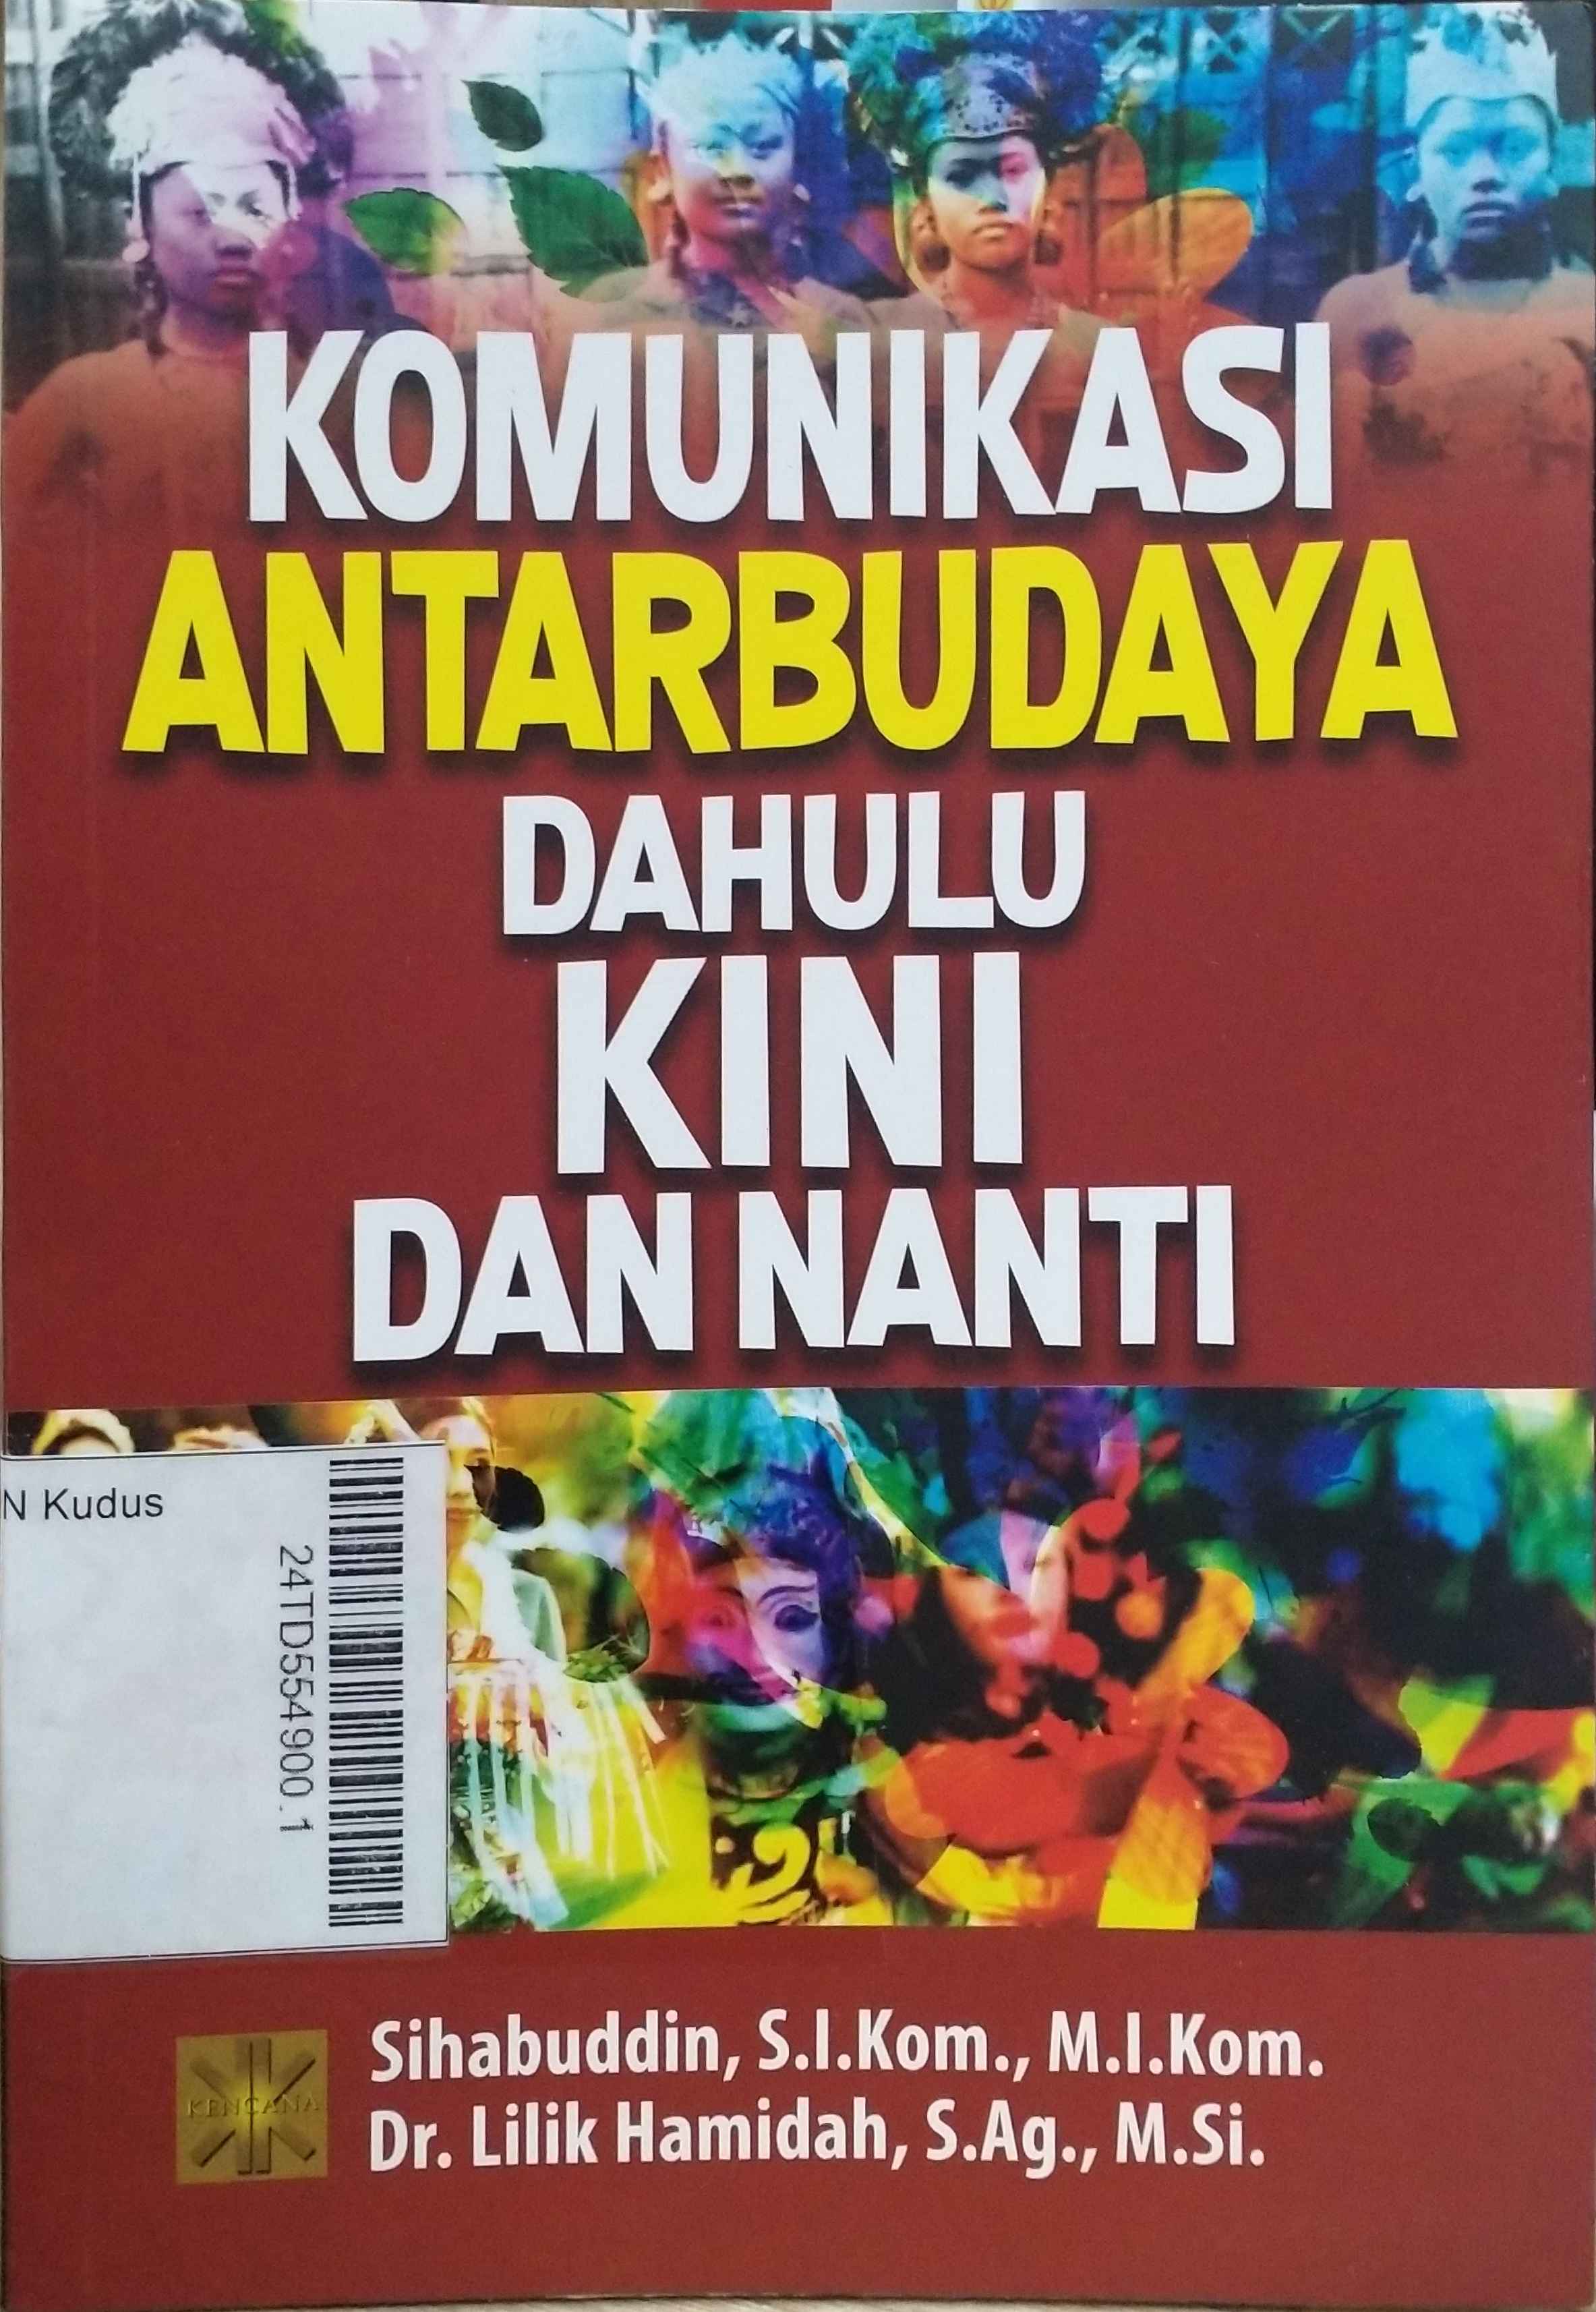 KOMUNIKASI
ANTARBUDAYA
DAHULU
KINI
DAN NANTI
N Kudus
24TD554900.1
KENCANA
Sihabuddin, S.I.Kom., M.I.Kom.
Dr. Lilik Hamidah, S.Ag., M.Si.